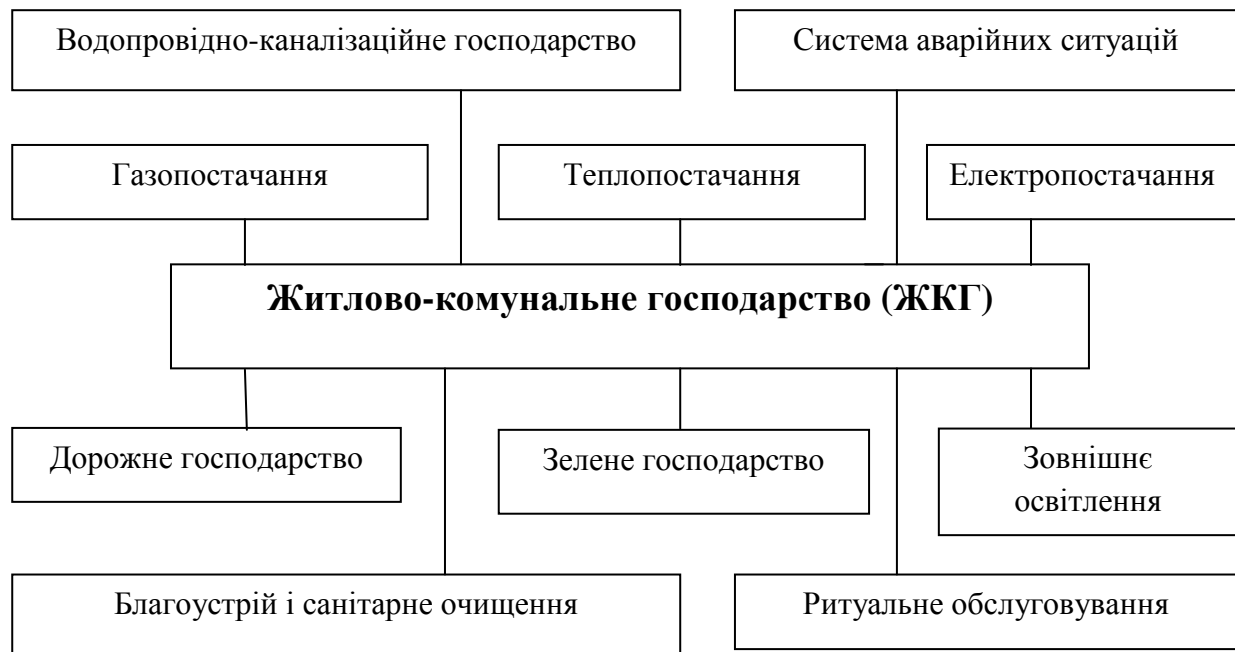 Водопровідно-каналізаційне господарство
Система аварійних ситуацій
Газопостачання
Теплопостачання
Електропостачання
Житлово-комунальне господарство (ЖКГ)
Дорожне господарство
Зелене господарство
Зовнішнє
освітлення
Благоустрій і санітарне очищення
Ритуальне обслуговування